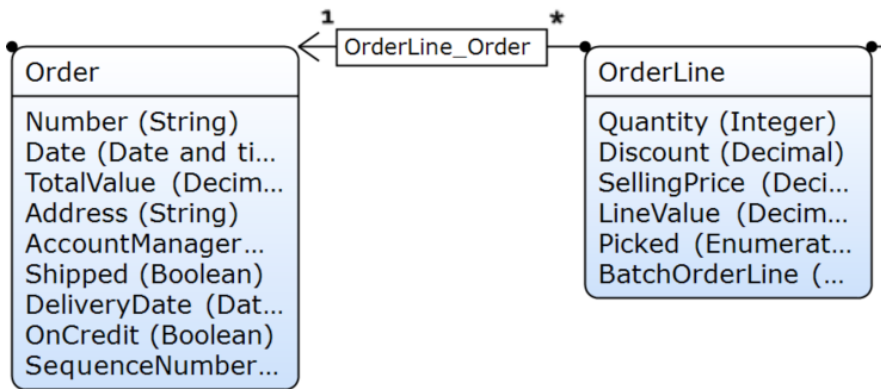 1
*
OrderLine_Order
Order
Number (String)
Date (Date and ti...
TotalValue (Decim...
Address (String)
AccountManager...
Shipped (Boolean)
DeliveryDate (Dat...
OnCredit (Boolean)
SequenceNumber...
OrderLine
Quantity (Integer)
Discount (Decimal)
SellingPrice (Deci...
LineValue (Decim...
Picked (Enumerat...
BatchOrderLine (...